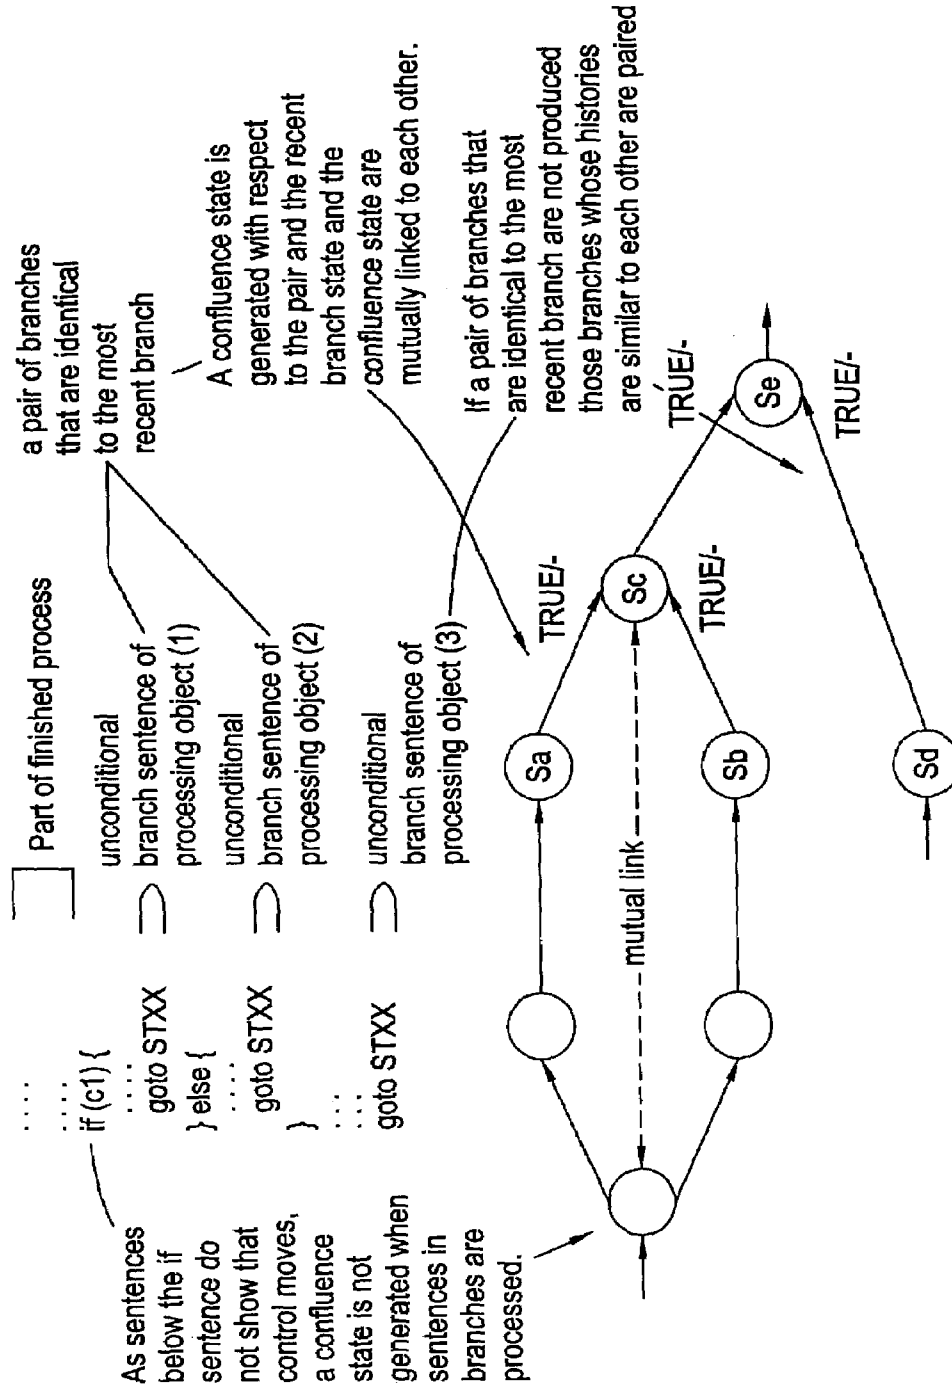 As sentences
below the if
sentence do
not show that
control moves,
a confluence
state is not
generated when
sentences in
branches are
processed.
. . . .
. . . .
if (c1) {
. . . .
goto STXX
} else {
. . . .
goto STXX
}
. . .
. . .
goto STXX
Part of finished process
unconditional
branch sentence of
processing object (1)
unconditional
branch sentence of
processing object (2)
unconditional
branch sentence of
processing object (3)
a pair of branches
that are identical
to the most
recent branch
A confluence state is
generated with respect
to the pair and the recent
branch state and the
confluence state are
mutually linked to each other.
If a pair of branches that
are identical to the most
recent branch are not produced
those branches whose histories
are similar to each other are paired
Sa
TRUE/-
mutual link
Sc
TRUE/-
Sb
TRUE/-
Se
TRUE/-
Sd